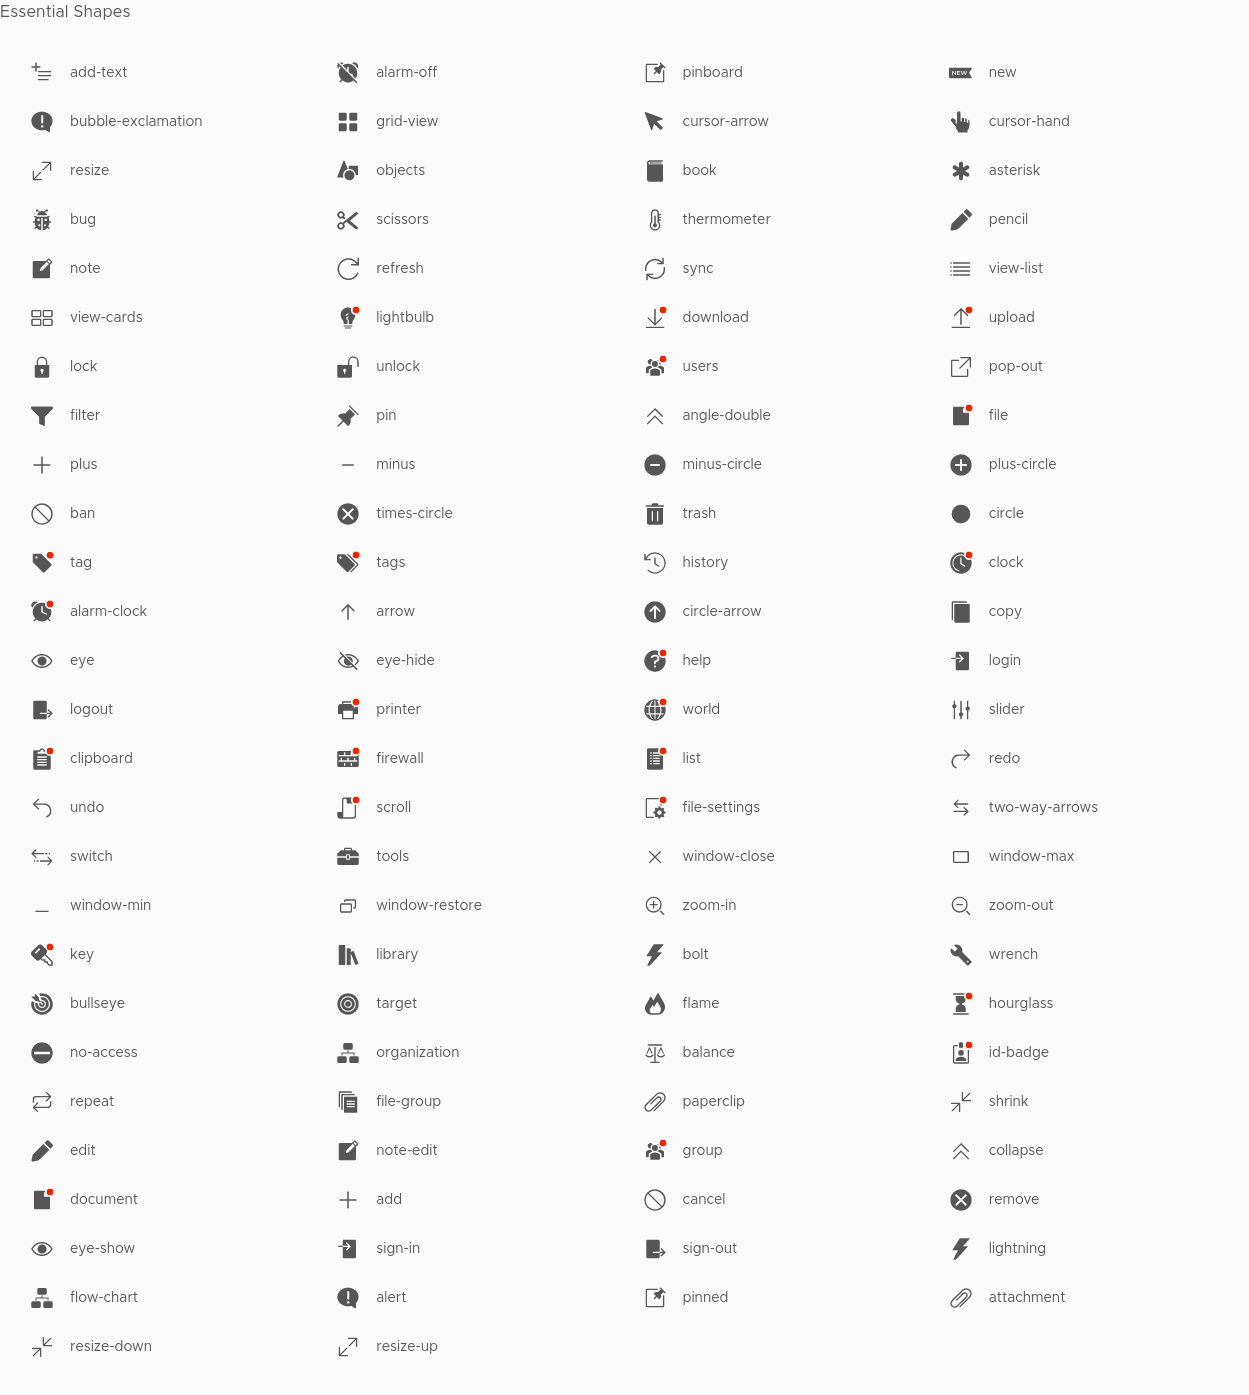 Essential Shapes
add-text alarm-off pinboard NEW new
bubble-exclamation grid-view cursor-arrow cursor-hand
resize objects book asterisk
bug scissors thermometer pencil
note refresh sync view-list
view-cards lightbulb download upload
lock unlock users pop-out
filter pin angle-double file
plus minus minus-circle plus-circle
ban times-circle trash circle
tag tags history clock
alarm-clock arrow circle-arrow copy
eye eye-hide help login
logout printer world slider
clipboard firewall list redo
undo scroll file-settings two-way-arrows
switch tools window-close window-max
window-min window-restore zoom-in zoom-out
key library bolt wrench
bullseye target flame hourglass
no-access organization balance id-badge
repeat file-group paperclip shrink
edit note-edit group collapse
document add cancel remove
eye-show sign-in sign-out lightning
flow-chart alert pinned attachment
resize-down resize-up